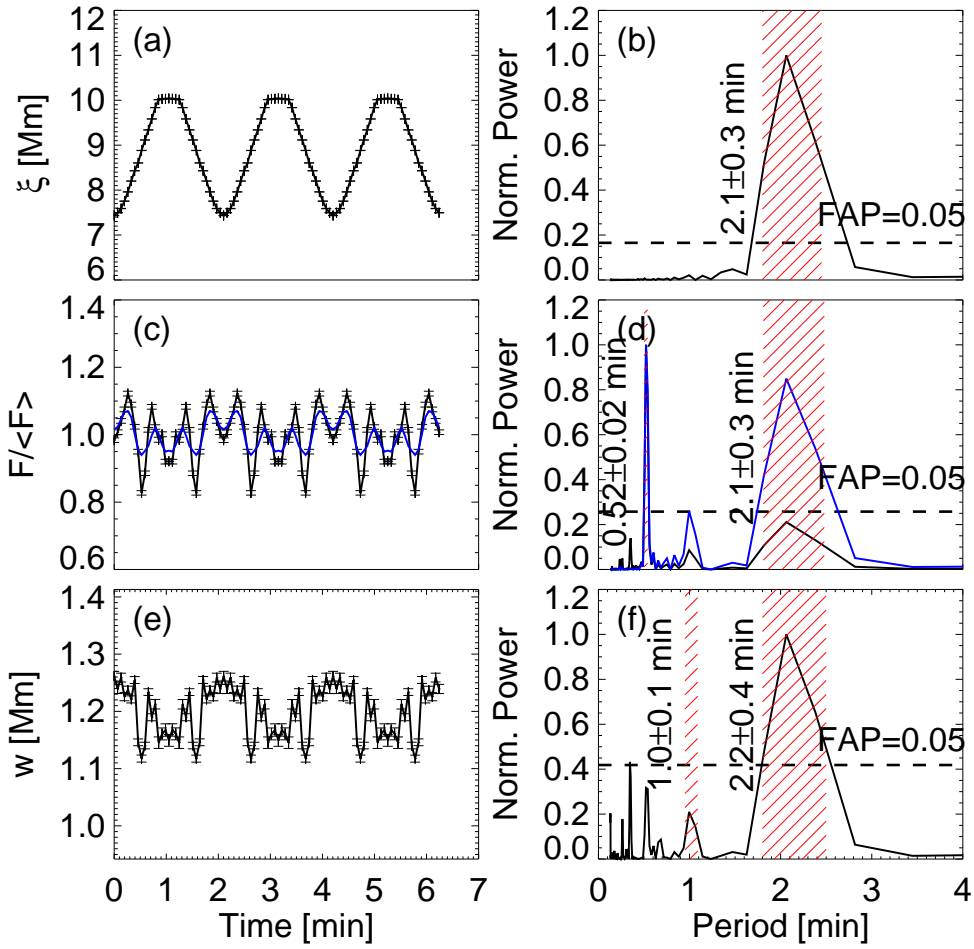 12
11
10
9
8
7
6
ξ [Mm]
(a)
1.2
1.0
0.8
0.6
0.4
0.2
0.0
Norm. Power
(b)
2.1±0.3 min
FAP=0.05
1.4
1.2
1.0
0.8
0.6
F/<F>
(c)
1.2
1.0
0.8
0.6
0.4
0.2
0.0
Norm. Power
(d)
0.52±0.02 min
2.1±0.3 min
FAP=0.05
1.4
1.3
1.2
1.1
1.0
w [Mm]
(e)
0 1 2 3 4 5 6 7
Time [min]
1.2
1.0
0.8
0.6
0.4
0.2
0.0
Norm. Power
(f)
1.0±0.1 min
2.2±0.4 min
FAP=0.05
0 1 2 3 4
Period [min]